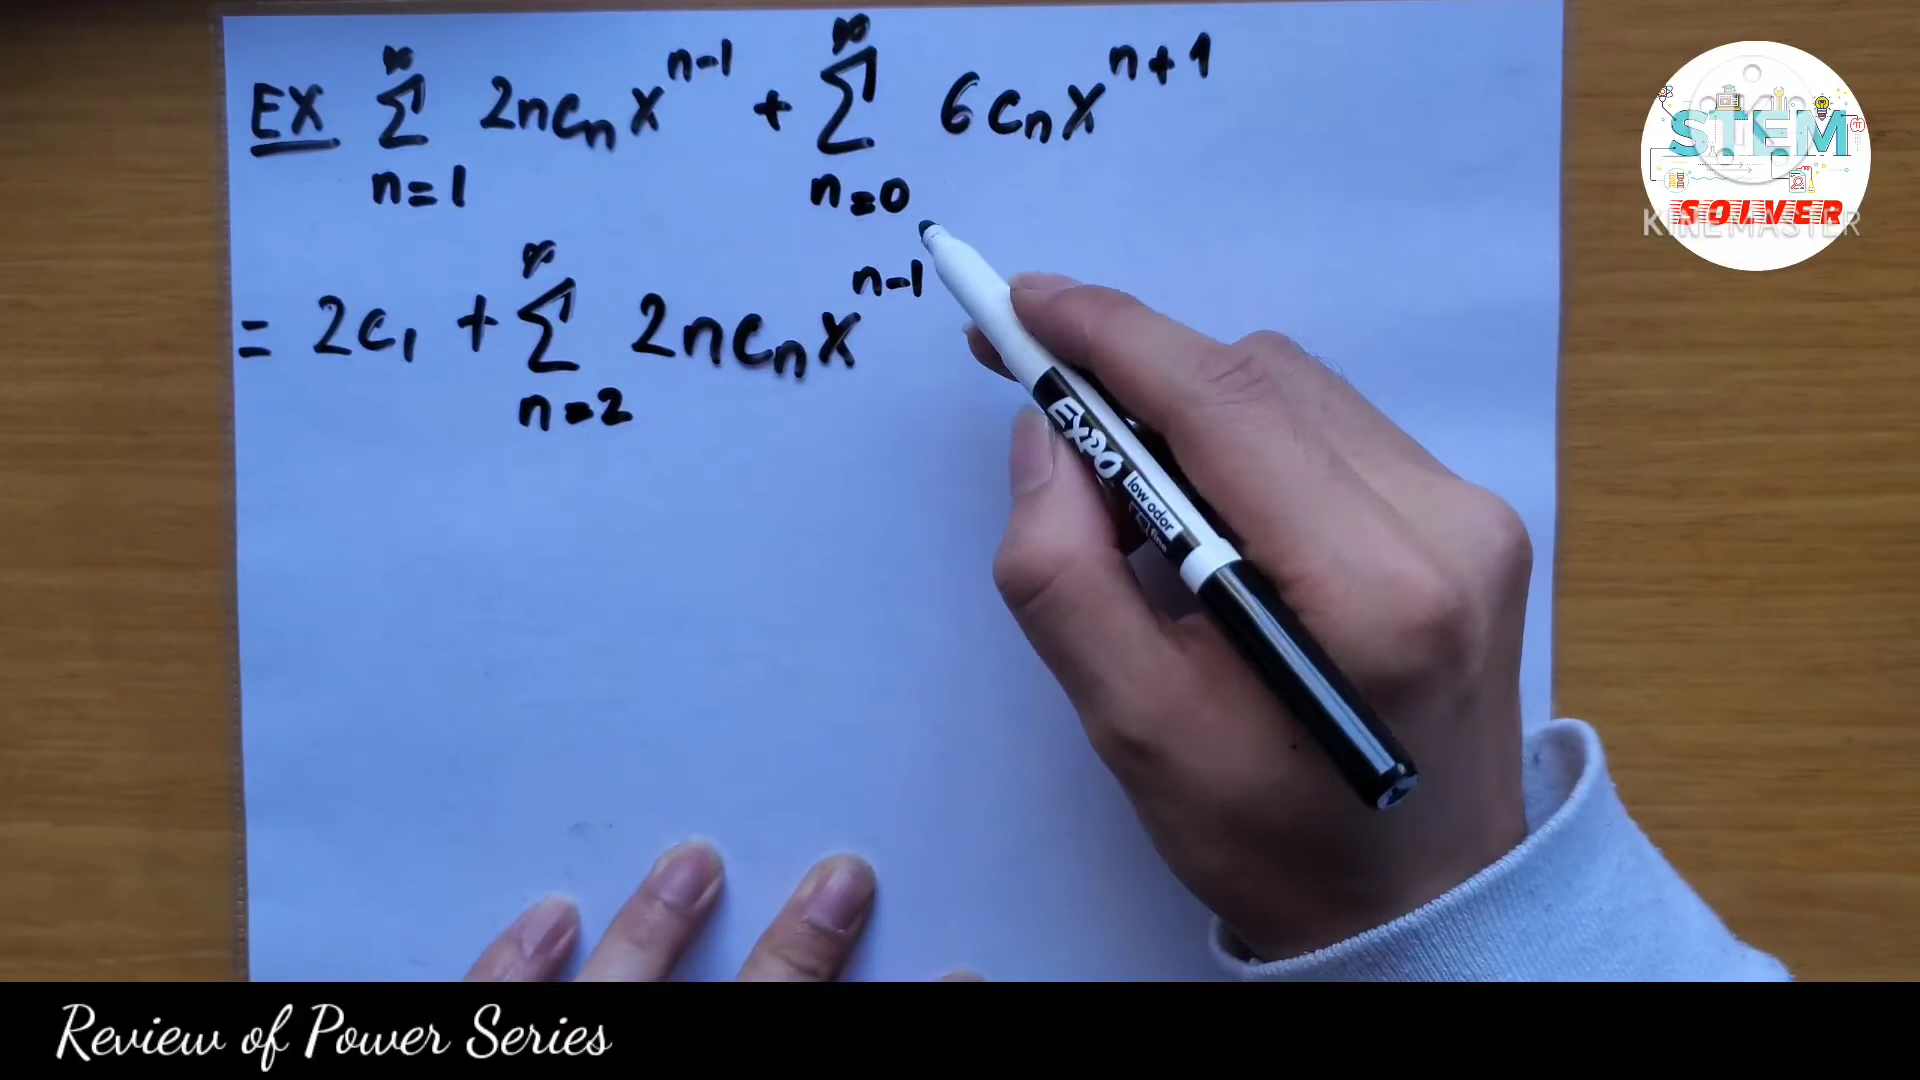 EX ∞ Σ n=1 2nc_n x^{n-1} + ∞ Σ n=0 6c_n x^{n+1}
= 2c_1 + ∞ Σ n=2 2nc_n x^{n-1}
EXPO
low odor
fine
STEM
SOLVER
KINEMASTER
Review of Power Series